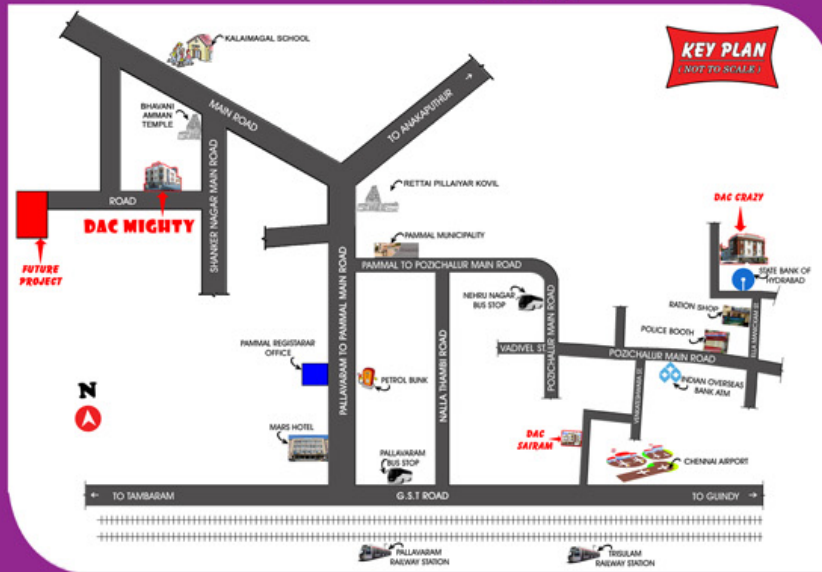 KEY PLAN
( NOT TO SCALE )
KALAIMAGAL SCHOOL
MAIN ROAD
TO ANAKAPUTHUR
BHAVANI
AMMAN
TEMPLE
SHANKER NAGAR MAIN ROAD
ROAD
DAC MIGHTY
FUTURE
PROJECT
RETTAI PILLAIYAR KOVIL
PAMMAL MUNICIPALITY
PAMMAL TO POZICHALUR MAIN ROAD
PALLAVARAM TO PAMMAL MAIN ROAD
NEHRU NAGAR
BUS STOP
POZICHALUR MAIN ROAD
NALLA THAMBI ROAD
DAC CRAZY
STATE BANK OF
HYDRABAD
RATION SHOP
POLICE BOOTH
VADIVEL ST.
POZICHALUR MAIN ROAD
INDIAN OVERSEAS
BANK ATM
PAMMAL REGISTARAR
OFFICE
PETROL BUNK
N
MARS HOTEL
PALLAVARAM
BUS STOP
DAC
SAIRAM
CHENNAI AIRPORT
TO TAMBARAM
G.S.T ROAD
TO GUINDY
PALLAVARAM
RAILWAY STATION
TRISULAM
RAILWAY STATION